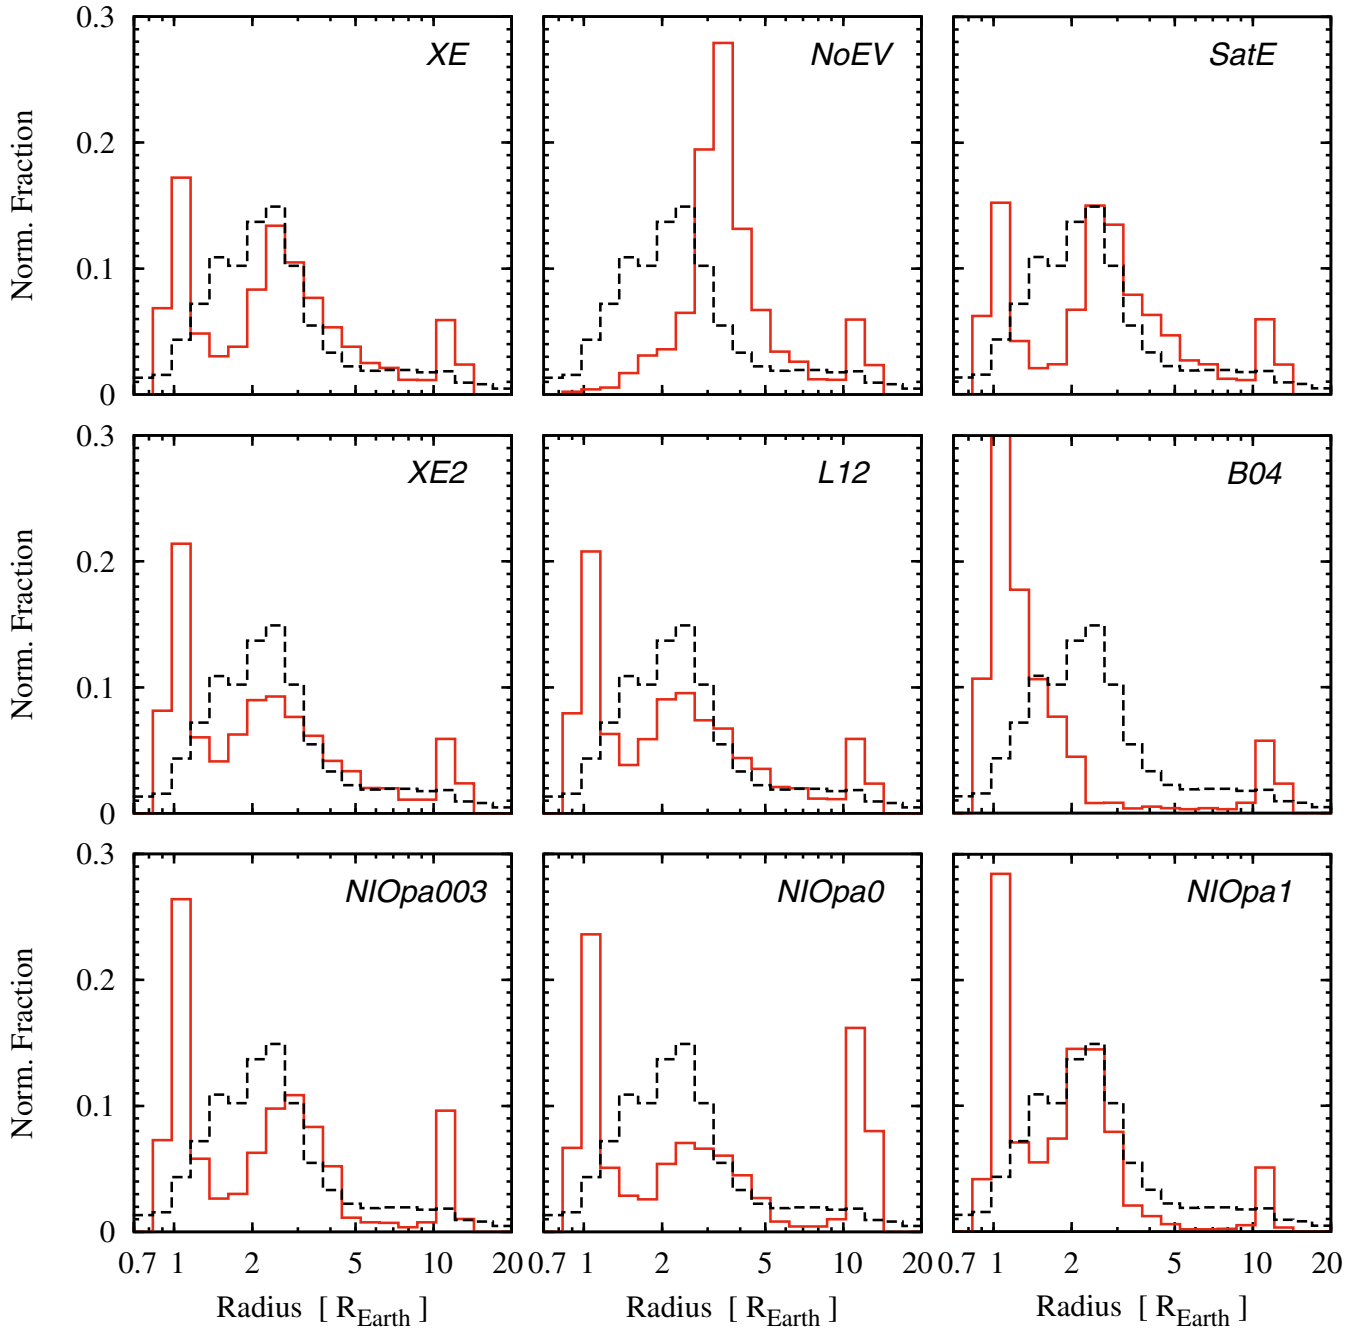 0.3
XE
NoEV
SatE
0.2
Norm. Fraction
0.1
0
0.3
XE2
L12
B04
0.2
Norm. Fraction
0.1
0
0.3
NIOpa003
NIOpa0
NIOpa1
0.2
Norm. Fraction
0.1
0
0.7 1 2 5 10 20 0.7 1 2 5 10 20 0.7 1 2 5 10 20
Radius [ R_Earth ]
Radius [ R_Earth ]
Radius [ R_Earth ]